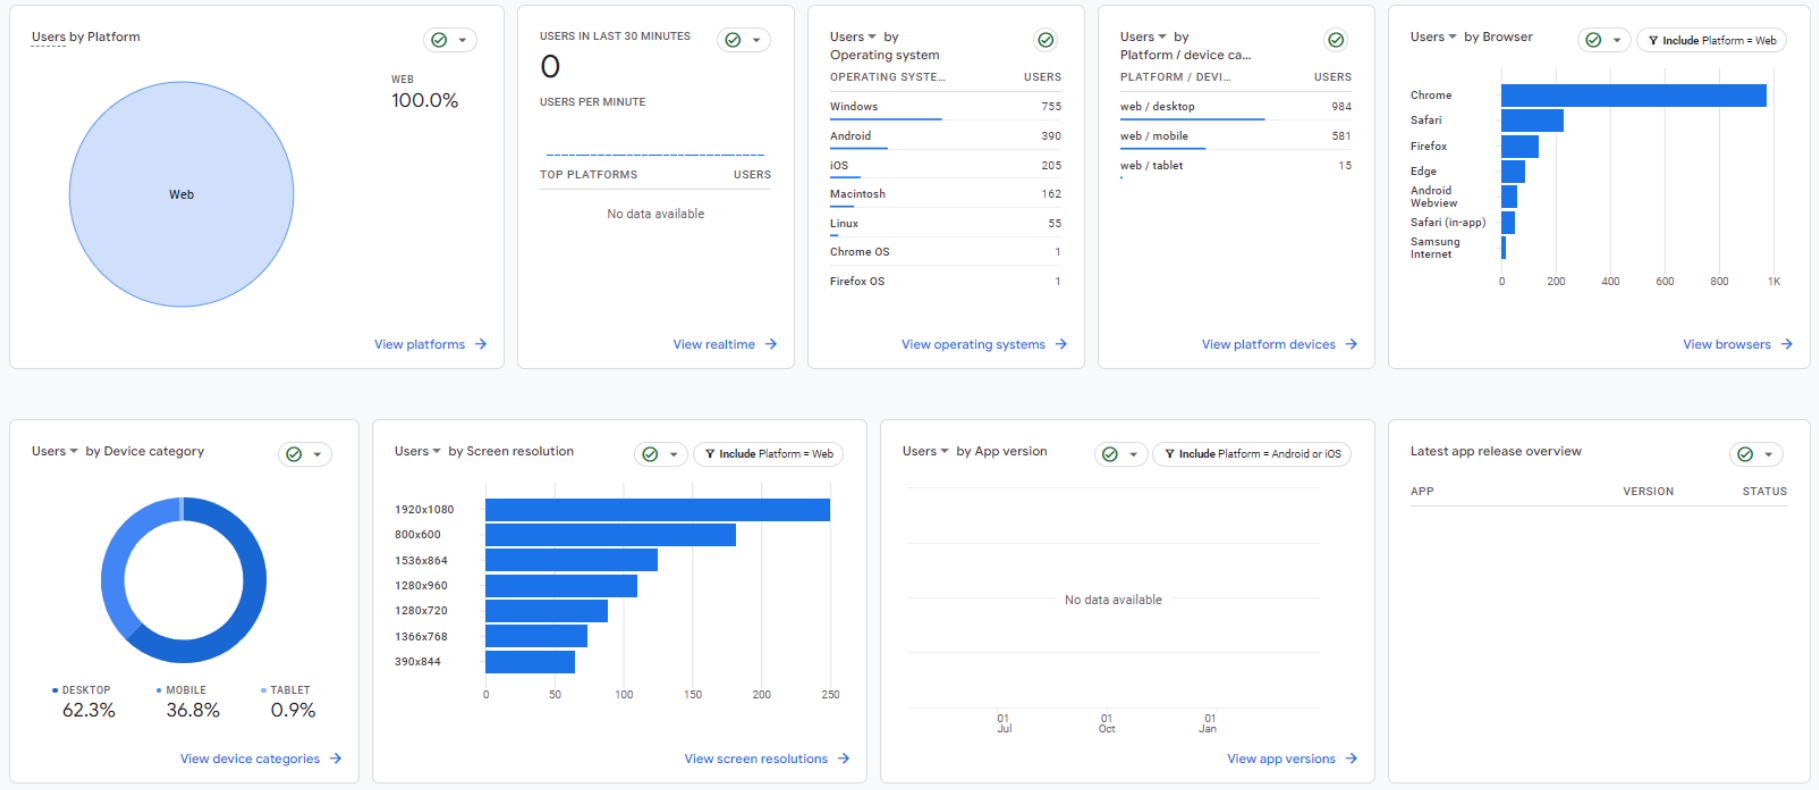 Users by Platform
WEB
100.0%
Web
View platforms
USERS IN LAST 30 MINUTES
0
USERS PER MINUTE
TOP PLATFORMS USERS
No data available
View realtime
Users by
Operating system
OPERATING SYSTE... USERS
Windows 755
Android 390
iOS 205
Macintosh 162
Linux 55
Chrome OS 1
Firefox OS 1
View operating systems
Users by
Platform / device ca...
PLATFORM / DEVI... USERS
web / desktop 984
web / mobile 581
web / tablet 15
View platform devices
Users by Browser
Include Platform = Web
Chrome
Safari
Firefox
Edge
Android
Webview
Safari (in-app)
Samsung
Internet
0 200 400 600 800 1K
View browsers
Users by Device category
DESKTOP MOBILE TABLET
62.3% 36.8% 0.9%
View device categories
Users by Screen resolution
Include Platform = Web
1920x1080
800x600
1536x864
1280x960
1280x720
1366x768
390x844
0 50 100 150 200 250
View screen resolutions
Users by App version
Include Platform = Android or iOS
No data available
01 01 01
Jul Oct Jan
View app versions
Latest app release overview
APP VERSION STATUS